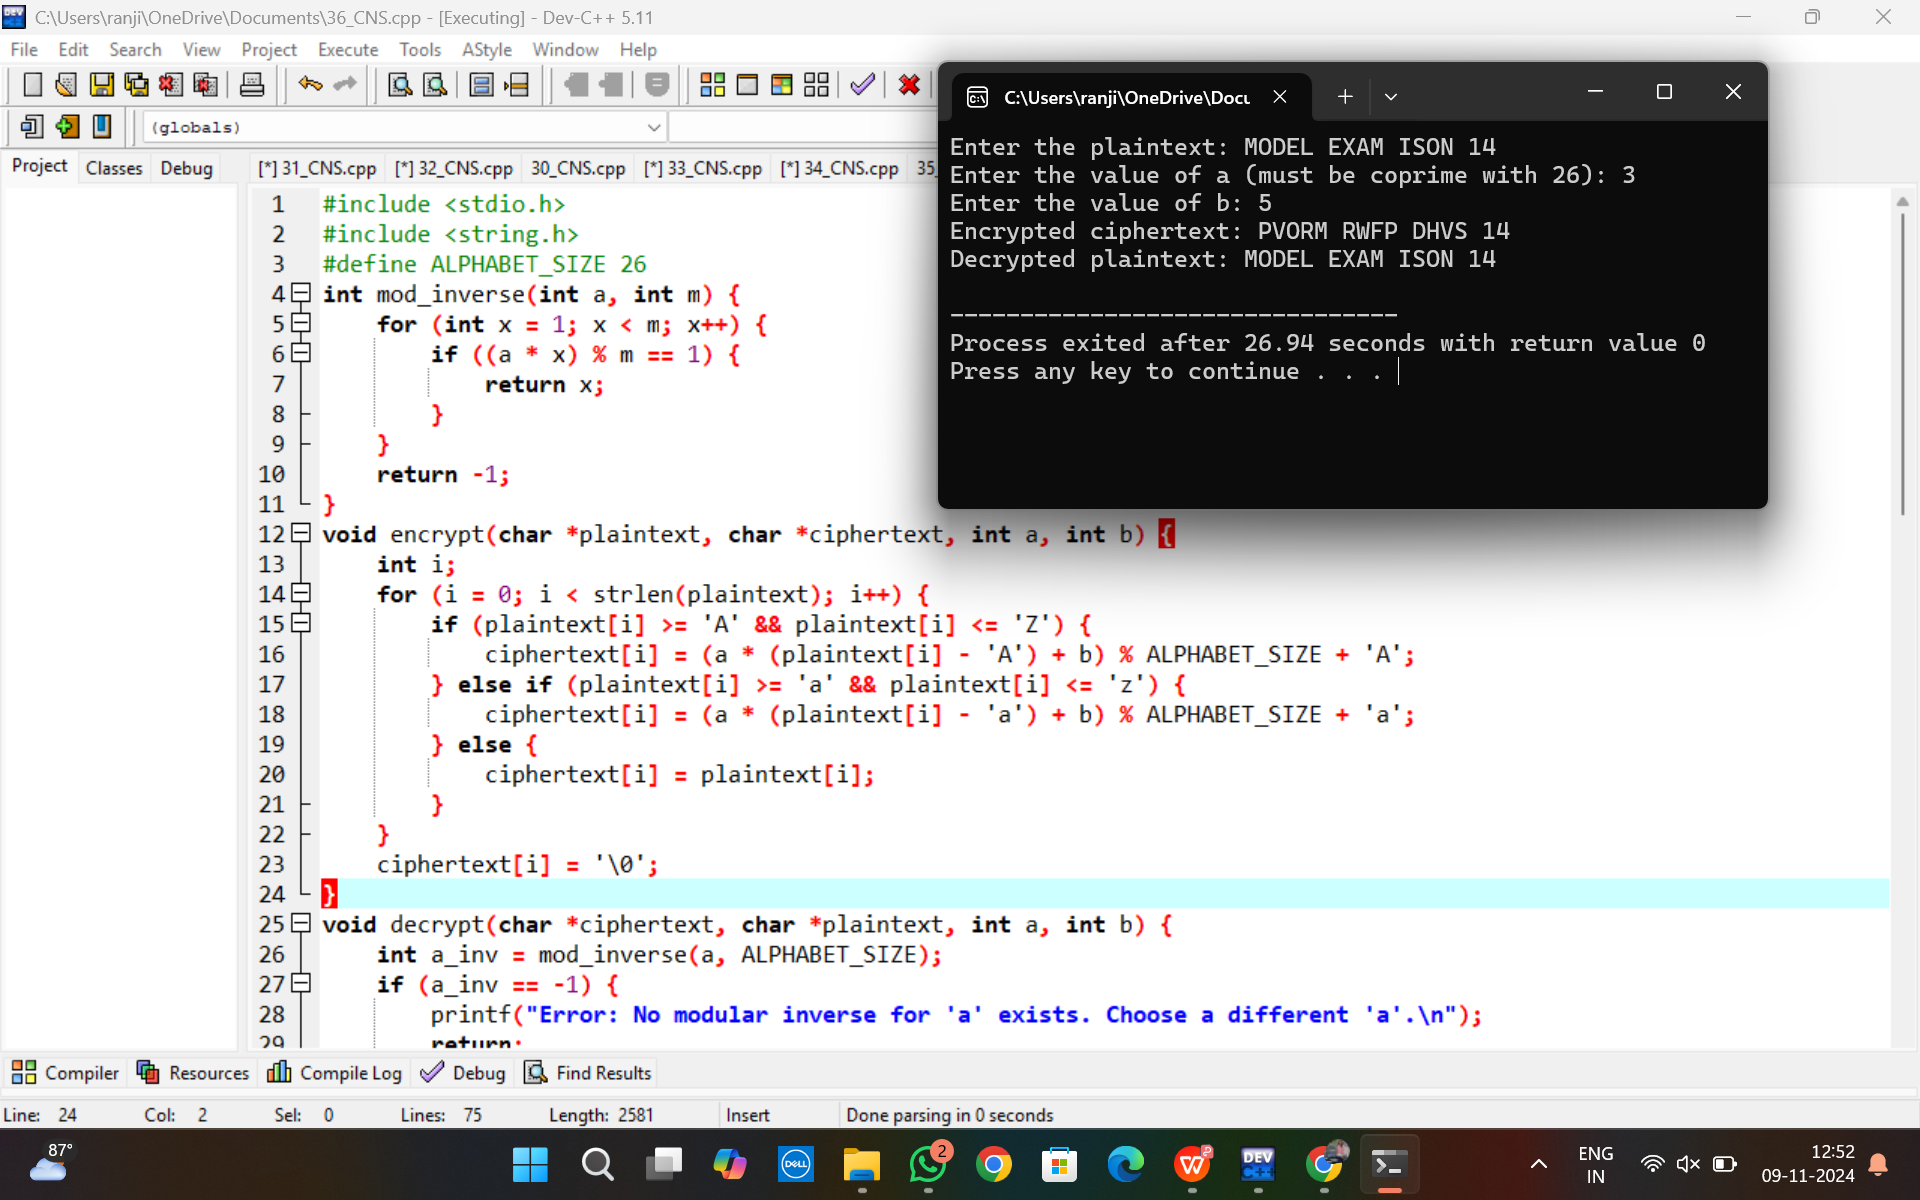 C:\Users\ranji\OneDrive\Documents\36_CNS.cpp - [Executing] - Dev-C++ 5.11
File Edit Search View Project Execute Tools AStyle Window Help
(globals)
Project Classes Debug
[*] 31_CNS.cpp [*] 32_CNS.cpp 30_CNS.cpp [*] 33_CNS.cpp [*] 34_CNS.cpp 35_
C:\Users\ranji\OneDrive\Docu
Enter the plaintext: MODEL EXAM ISON 14
Enter the value of a (must be coprime with 26): 3
Enter the value of b: 5
Encrypted ciphertext: PVORM RWFP DHVS 14
Decrypted plaintext: MODEL EXAM ISON 14
--------------------------------
Process exited after 26.94 seconds with return value 0
Press any key to continue . . .
1 #include <stdio.h>
2 #include <string.h>
3 #define ALPHABET_SIZE 26
4 int mod_inverse(int a, int m) {
5 for (int x = 1; x < m; x++) {
6 if ((a * x) % m == 1) {
7 return x;
8 }
9 }
10 return -1;
11 }
12 void encrypt(char *plaintext, char *ciphertext, int a, int b) {
13 int i;
14 for (i = 0; i < strlen(plaintext); i++) {
15 if (plaintext[i] >= 'A' && plaintext[i] <= 'Z') {
16 ciphertext[i] = (a * (plaintext[i] - 'A') + b) % ALPHABET_SIZE + 'A';
17 } else if (plaintext[i] >= 'a' && plaintext[i] <= 'z') {
18 ciphertext[i] = (a * (plaintext[i] - 'a') + b) % ALPHABET_SIZE + 'a';
19 } else {
20 ciphertext[i] = plaintext[i];
21 }
22 }
23 ciphertext[i] = '\0';
24 }
25 void decrypt(char *ciphertext, char *plaintext, int a, int b) {
26 int a_inv = mod_inverse(a, ALPHABET_SIZE);
27 if (a_inv == -1) {
28 printf("Error: No modular inverse for 'a' exists. Choose a different 'a'.\n");
29 return;
Compiler Resources Compile Log Debug Find Results
Line: 24 Col: 2 Sel: 0 Lines: 75 Length: 2581 Insert Done parsing in 0 seconds
87°
DELL
2
DEV C++
ENG
IN
12:52
09-11-2024